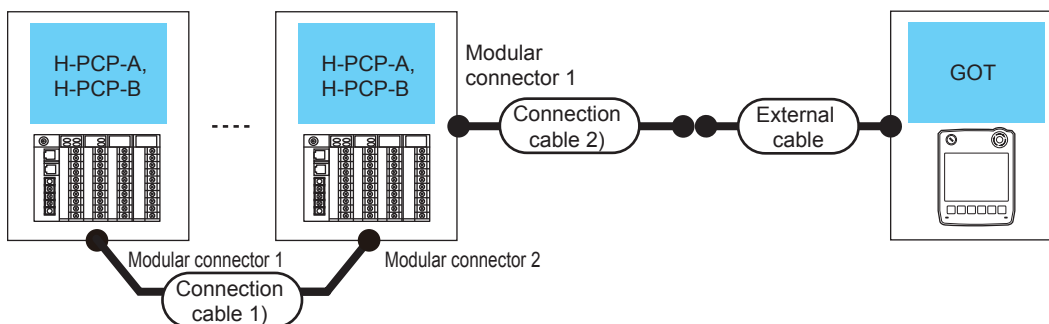 H-PCP-A,
H-PCP-B
H-PCP-A,
H-PCP-B
Modular
connector 1
Connection
cable 2)
External
cable
GOT
Modular connector 1
Modular connector 2
Connection
cable 1)